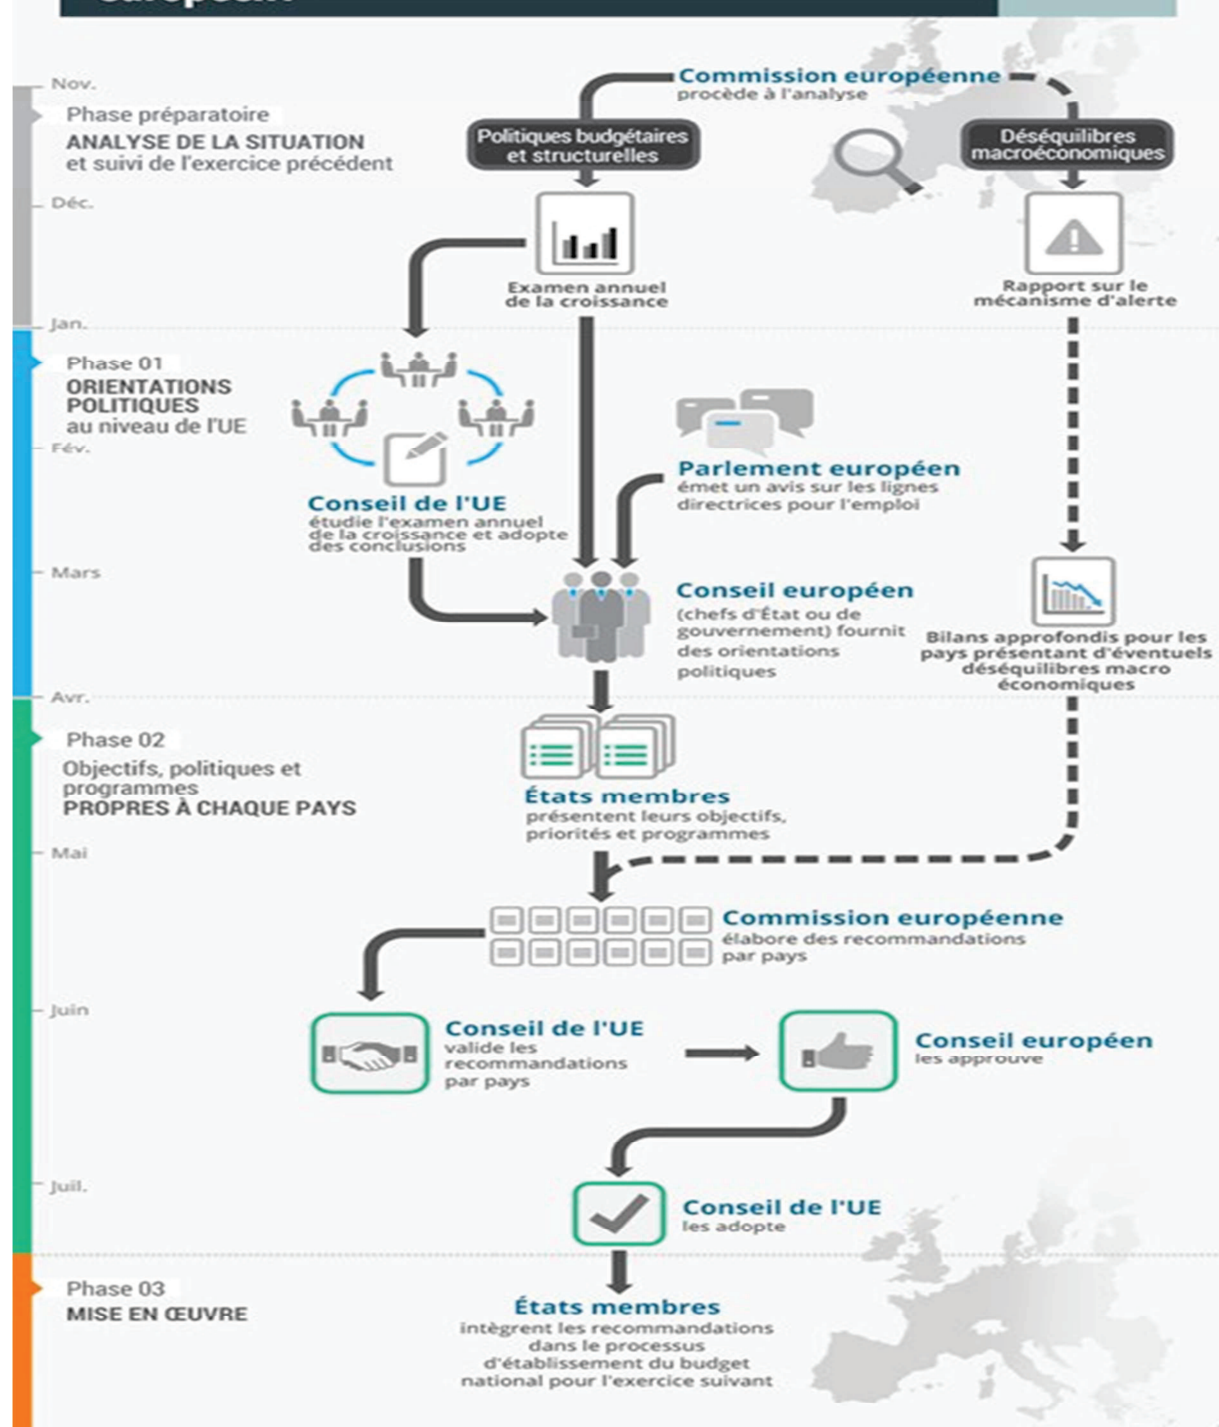 Nov.
Commission européenne
procède à l'analyse
Phase préparatoire
ANALYSE DE LA SITUATION
et suivi de l'exercice précédent
Politiques budgétaires
et structurelles
Déséquilibres
macroéconomiques
Déc.
Examen annuel
de la croissance
Rapport sur le
mécanisme d'alerte
Jan.
Phase 01
ORIENTATIONS
POLITIQUES
au niveau de l'UE
Fév.
Conseil de l'UE
étudie l'examen annuel
de la croissance et adopte
des conclusions
Parlement européen
émet un avis sur les lignes
directrices pour l'emploi
Mars
Conseil européen
(chefs d'État ou de
gouvernement) fournit
des orientations
politiques
Bilans approfondis pour les
pays présentant d'éventuels
déséquilibres macro
économiques
Avr.
Phase 02
Objectifs, politiques et
programmes
PROPRES À CHAQUE PAYS
États membres
présentent leurs objectifs,
priorités et programmes
Mai
Commission européenne
élabore des recommandations
par pays
Juin
Conseil de l'UE
valide les
recommandations
par pays
Conseil européen
les approuve
Juil.
Conseil de l'UE
les adopte
Phase 03
MISE EN ŒUVRE
États membres
intègrent les recommandations
dans le processus
d'établissement du budget
national pour l'exercice suivant